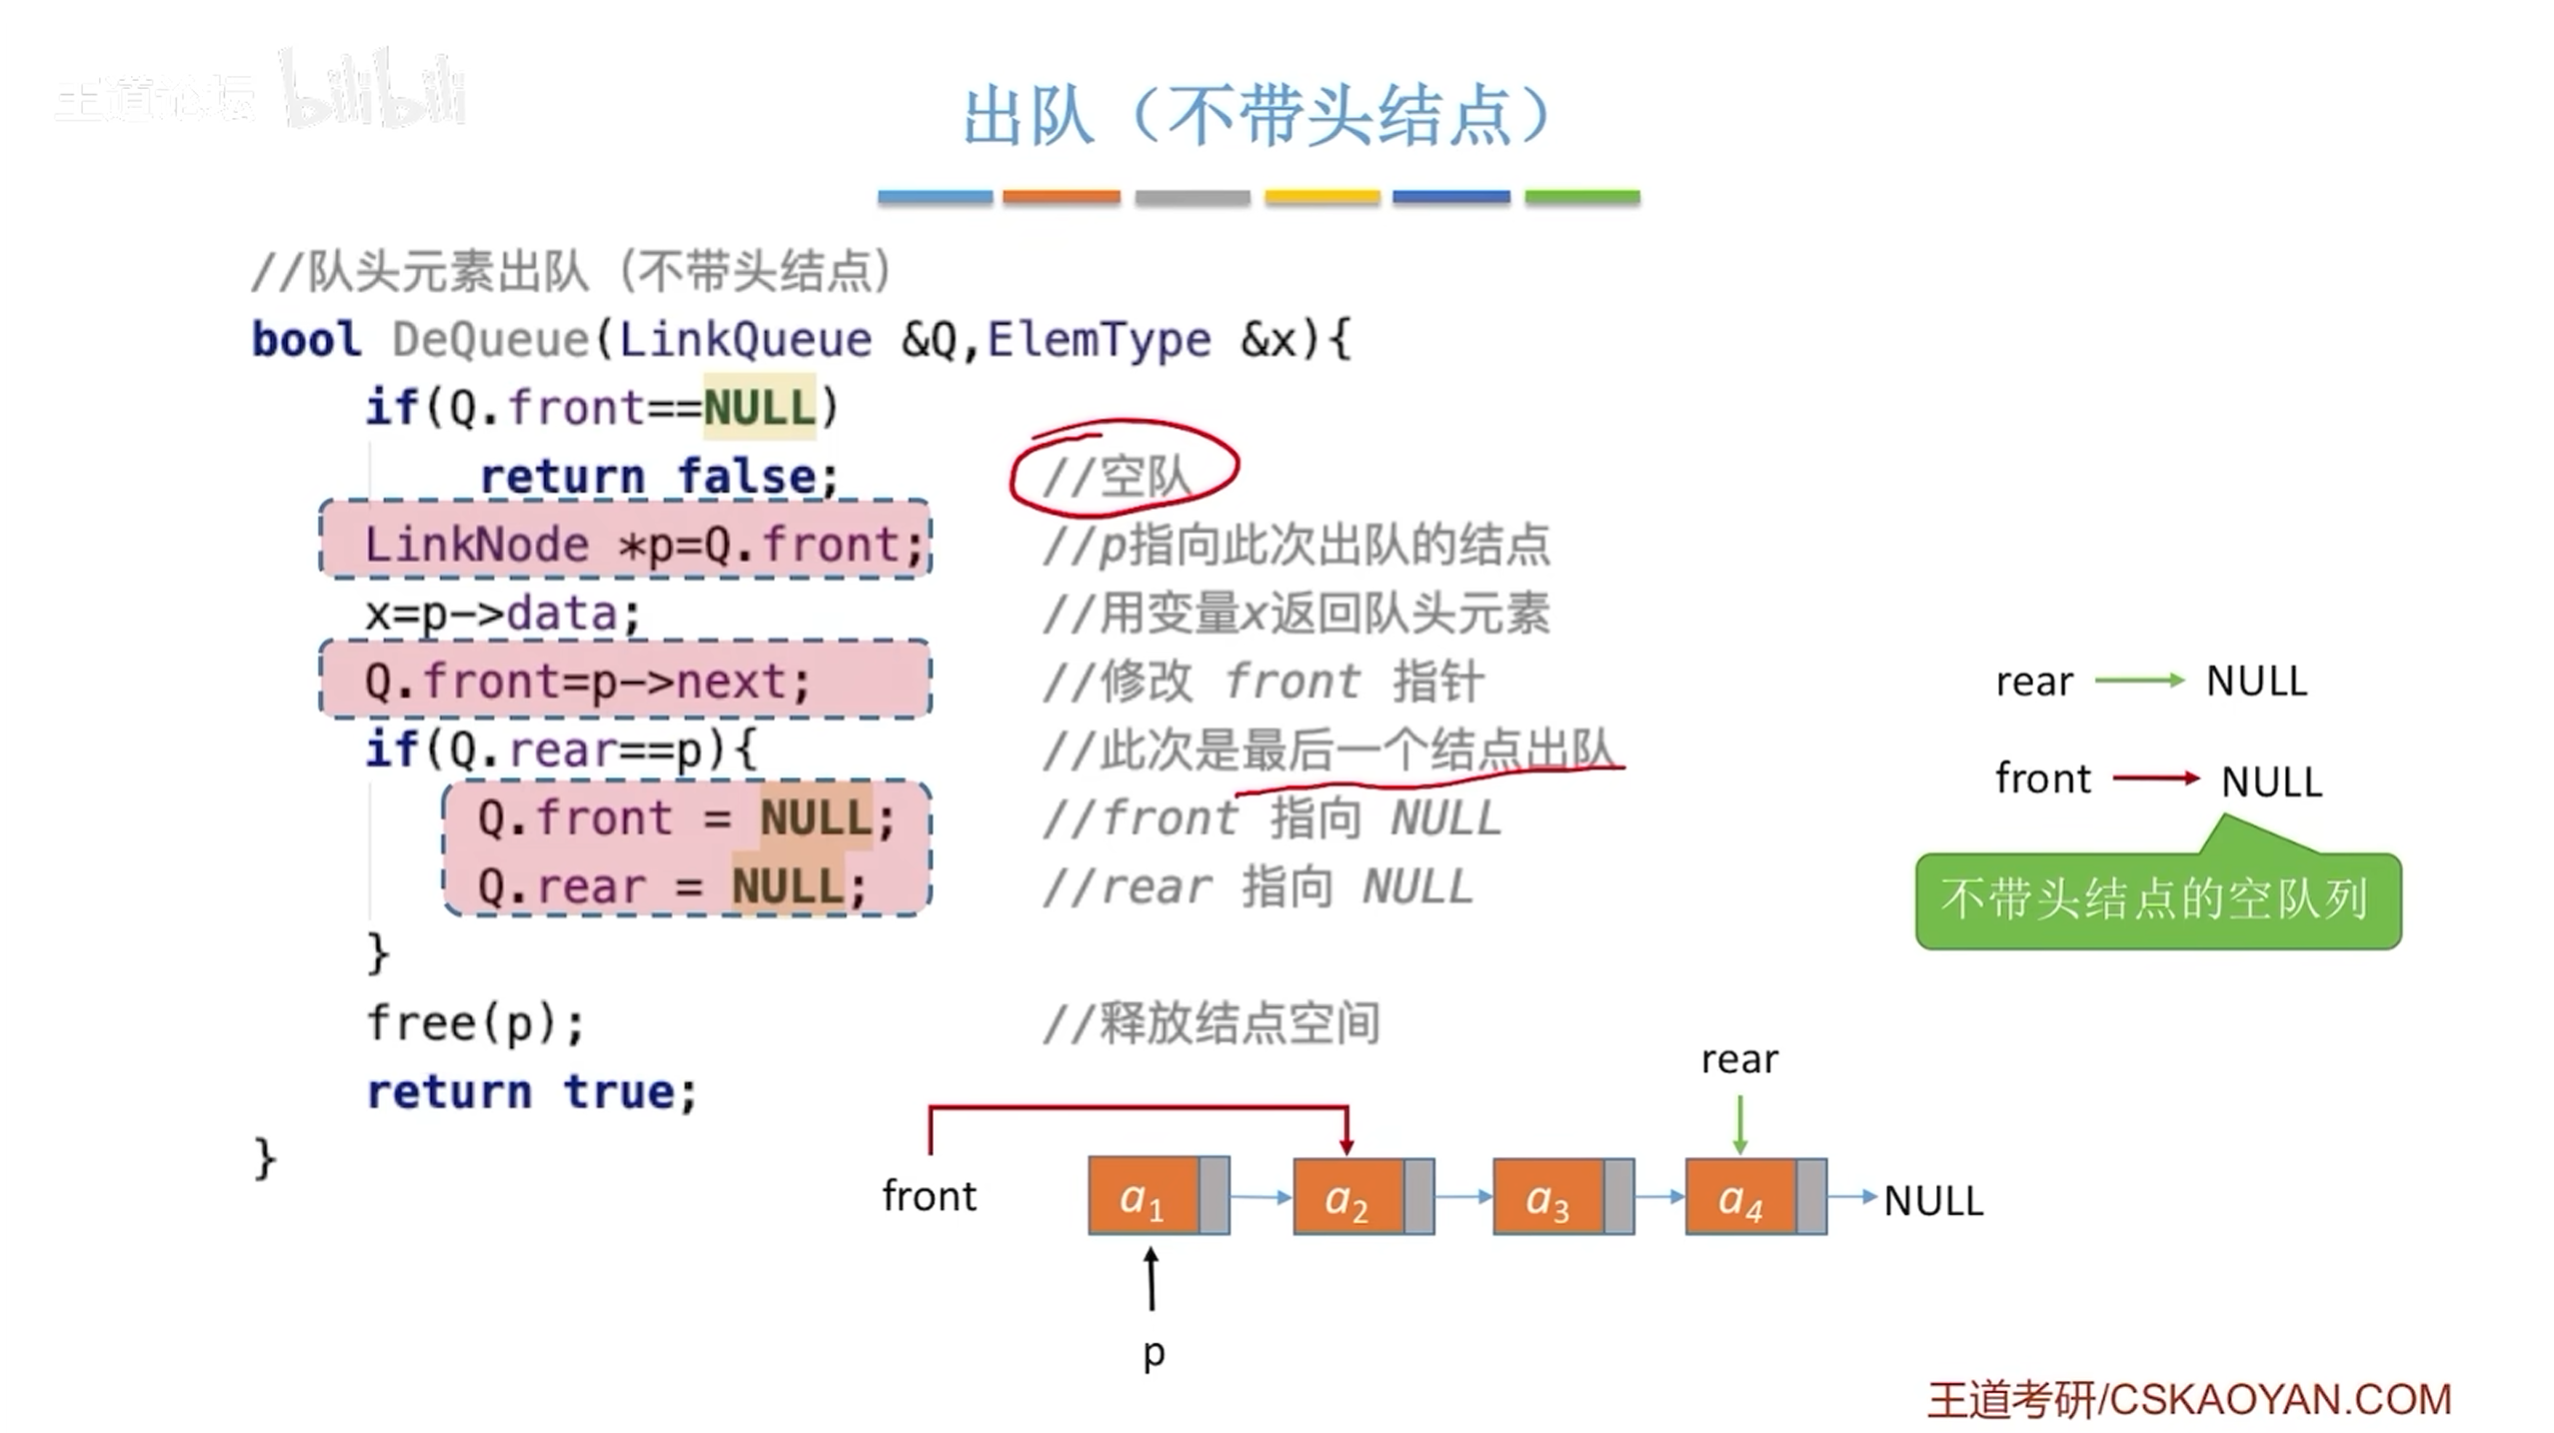 王道论坛 bilibili
出队（不带头结点）
//队头元素出队（不带头结点）
bool DeQueue(LinkQueue &Q,ElemType &x){
if(Q.front==NULL)
return false; //空队
LinkNode *p=Q.front; //p指向此次出队的结点
x=p->data; //用变量x返回队头元素
Q.front=p->next; //修改 front 指针
if(Q.rear==p){ //此次是最后一个结点出队
Q.front = NULL; //front 指向 NULL
Q.rear = NULL; //rear 指向 NULL
}
free(p); //释放结点空间
return true;
}
rear NULL
front NULL
不带头结点的空队列
rear
front a1 a2 a3 a4 NULL
p
王道考研/CSKAOYAN.COM